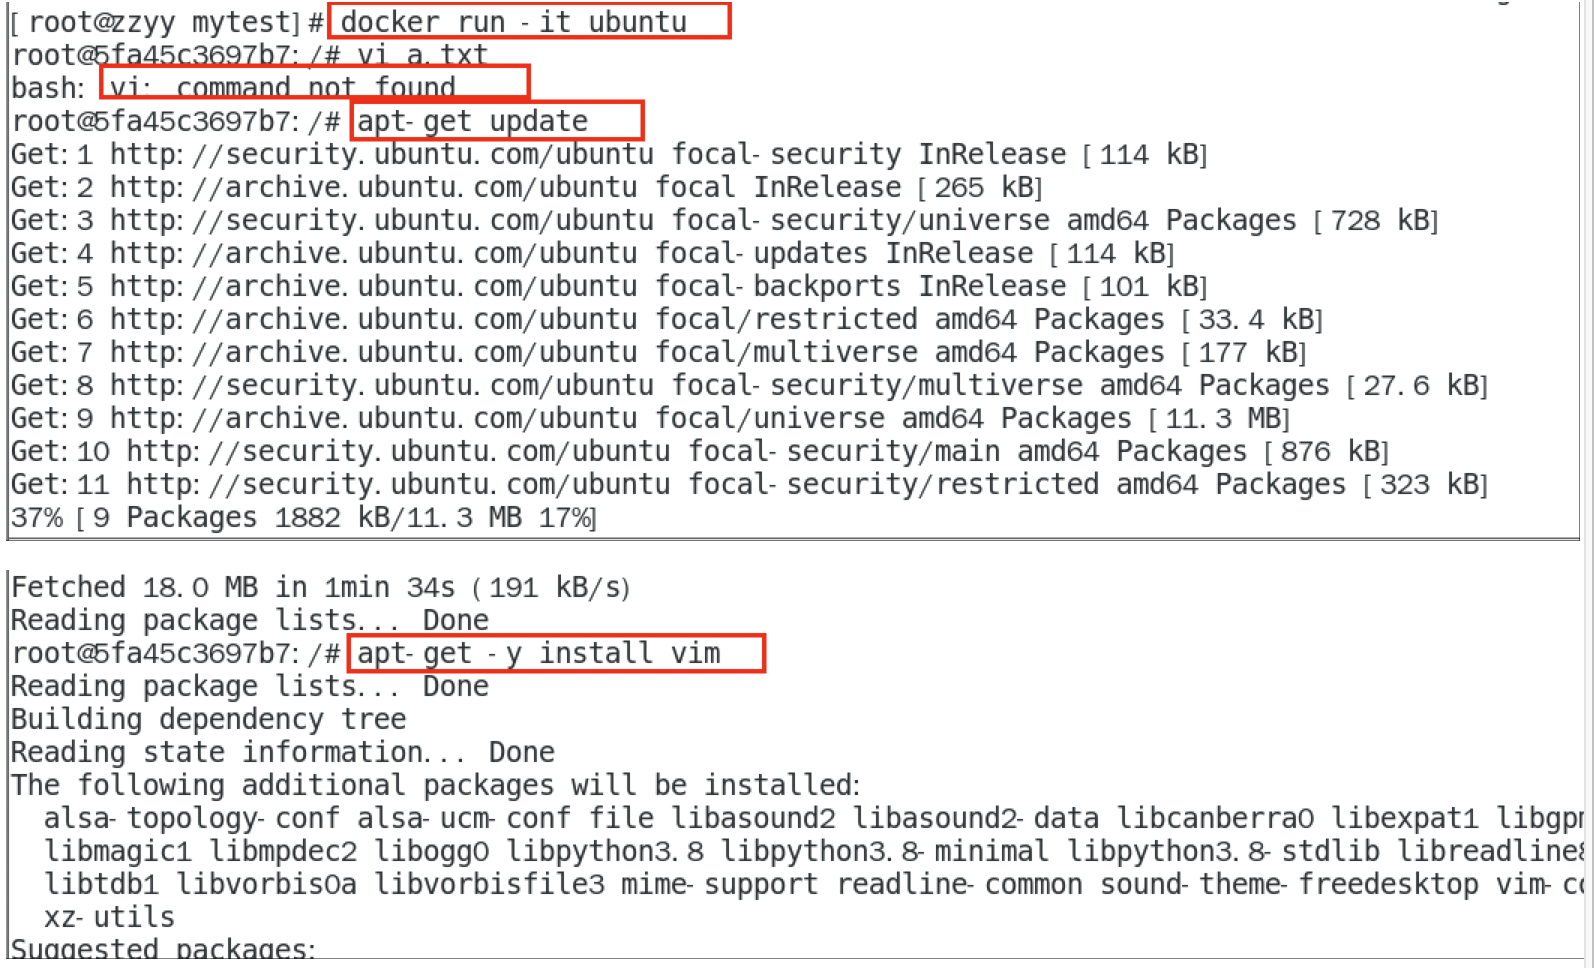 [root@zzyy mytest]# docker run -it ubuntu
root@5fa45c3697b7:/# vi a.txt
bash: vi: command not found
root@5fa45c3697b7:/# apt-get update
Get:1 http://security.ubuntu.com/ubuntu focal-security InRelease [114 kB]
Get:2 http://archive.ubuntu.com/ubuntu focal InRelease [265 kB]
Get:3 http://security.ubuntu.com/ubuntu focal-security/universe amd64 Packages [728 kB]
Get:4 http://archive.ubuntu.com/ubuntu focal-updates InRelease [114 kB]
Get:5 http://archive.ubuntu.com/ubuntu focal-backports InRelease [101 kB]
Get:6 http://archive.ubuntu.com/ubuntu focal/restricted amd64 Packages [33.4 kB]
Get:7 http://archive.ubuntu.com/ubuntu focal/multiverse amd64 Packages [177 kB]
Get:8 http://security.ubuntu.com/ubuntu focal-security/multiverse amd64 Packages [27.6 kB]
Get:9 http://archive.ubuntu.com/ubuntu focal/universe amd64 Packages [11.3 MB]
Get:10 http://security.ubuntu.com/ubuntu focal-security/main amd64 Packages [876 kB]
Get:11 http://security.ubuntu.com/ubuntu focal-security/restricted amd64 Packages [323 kB]
37% [9 Packages 1882 kB/11.3 MB 17%]
Fetched 18.0 MB in 1min 34s (191 kB/s)
Reading package lists... Done
root@5fa45c3697b7:/# apt-get -y install vim
Reading package lists... Done
Building dependency tree
Reading state information... Done
The following additional packages will be installed:
alsa-topology-conf alsa-ucm-conf file libasound2 libasound2-data libcanberra0 libexpat1
libmagic1 libmpdec2 libogg0 libpython3.8 libpython3.8-minimal libpython3.8-stdlib
libtdb1 libvorbis0a libvorbisfile3 mime-support readline-common sound-theme-freedesktop
xz-utils
Suggested packages: